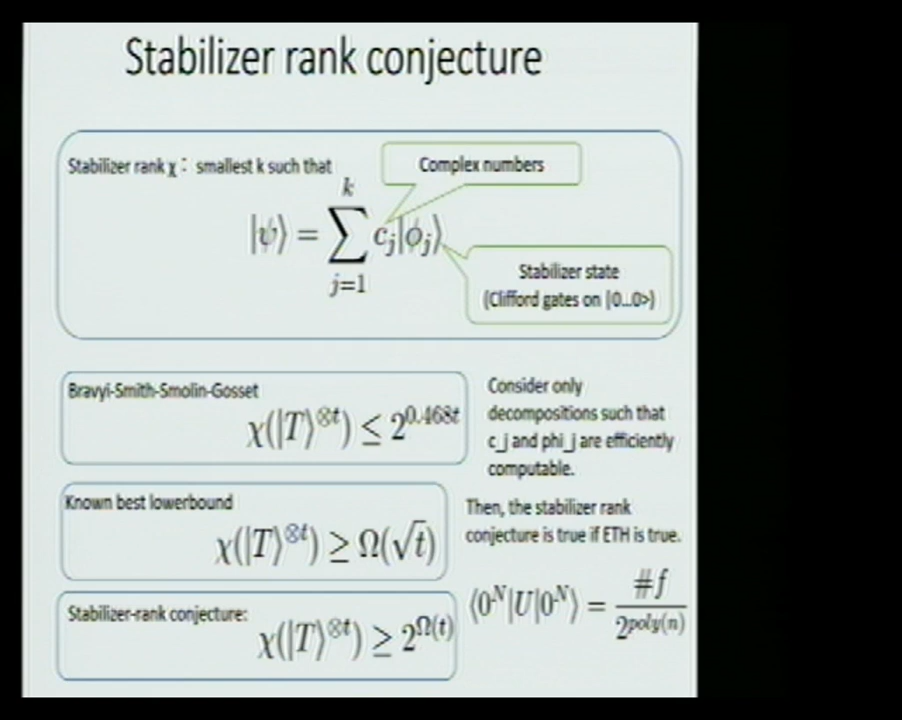 Stabilizer rank conjecture
Stabilizer rank χ : smallest k such that
Complex numbers
|ψ⟩ = ∑_{j=1}^{k} c_j|ϕ_j⟩
Stabilizer state
(Clifford gates on |0...0>)
Bravyi-Smith-Smolin-Gosset
χ(|T⟩^{⊗t}) ≤ 2^{0.468t}
Known best lowerbound
χ(|T⟩^{⊗t}) ≥ Ω(√t)
Stabilizer-rank conjecture:
χ(|T⟩^{⊗t}) ≥ 2^{Ω(t)}
Consider only
decompositions such that
c_j and phi_j are efficiently
computable.
Then, the stabilizer rank
conjecture is true if ETH is true.
⟨0^N|U|0^N⟩ = #f / 2^{poly(n)}